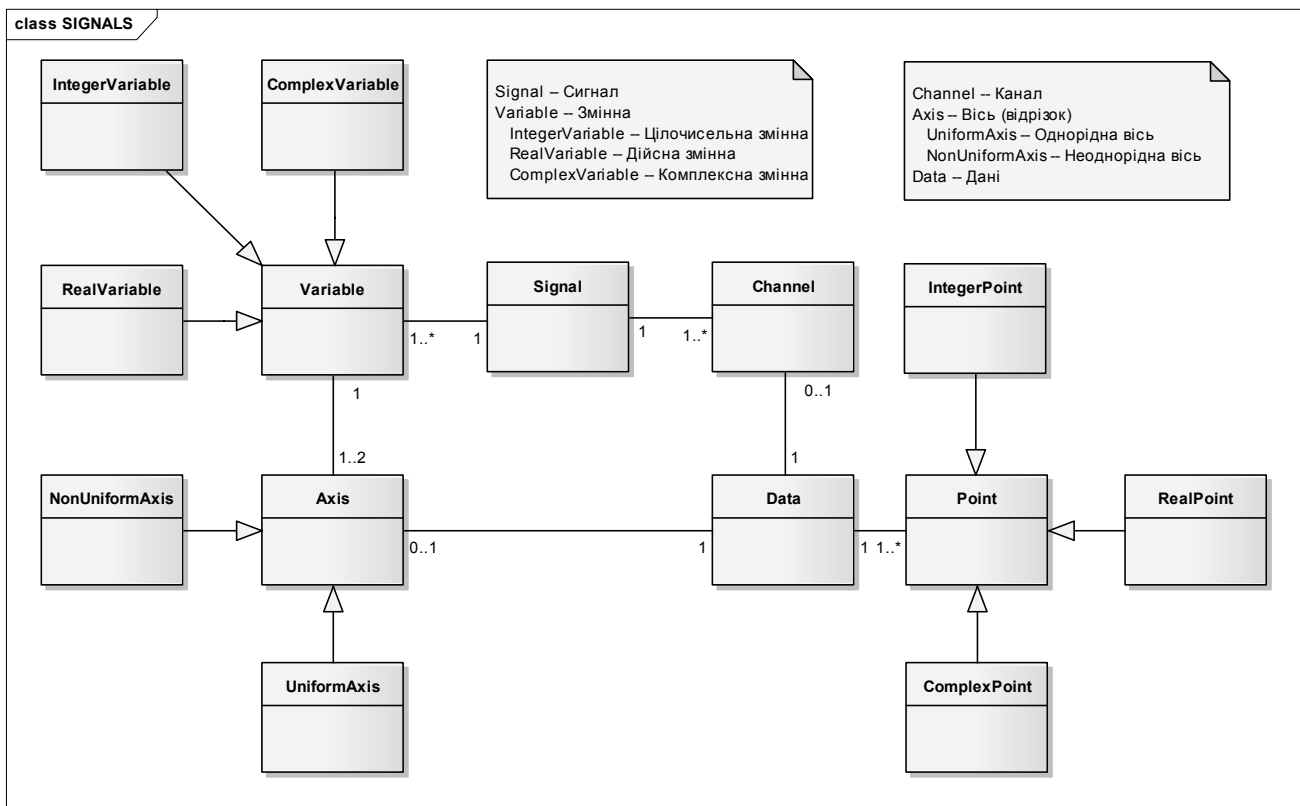 class SIGNALS
IntegerVariable
ComplexVariable
Signal – Сигнал
Variable – Змінна
IntegerVariable – Цілочисельна змінна
RealVariable – Дійсна змінна
ComplexVariable – Комплексна змінна
Channel – Канал
Axis – Вісь (відрізок)
UniformAxis – Однорідна вісь
NonUniformAxis – Неоднорідна вісь
Data – Дані
RealVariable
Variable
Signal
Channel
IntegerPoint
1..*
1
1
1..*
1
0..1
1..2
1
NonUniformAxis
Axis
Data
Point
RealPoint
0..1
1
1
1..*
UniformAxis
ComplexPoint